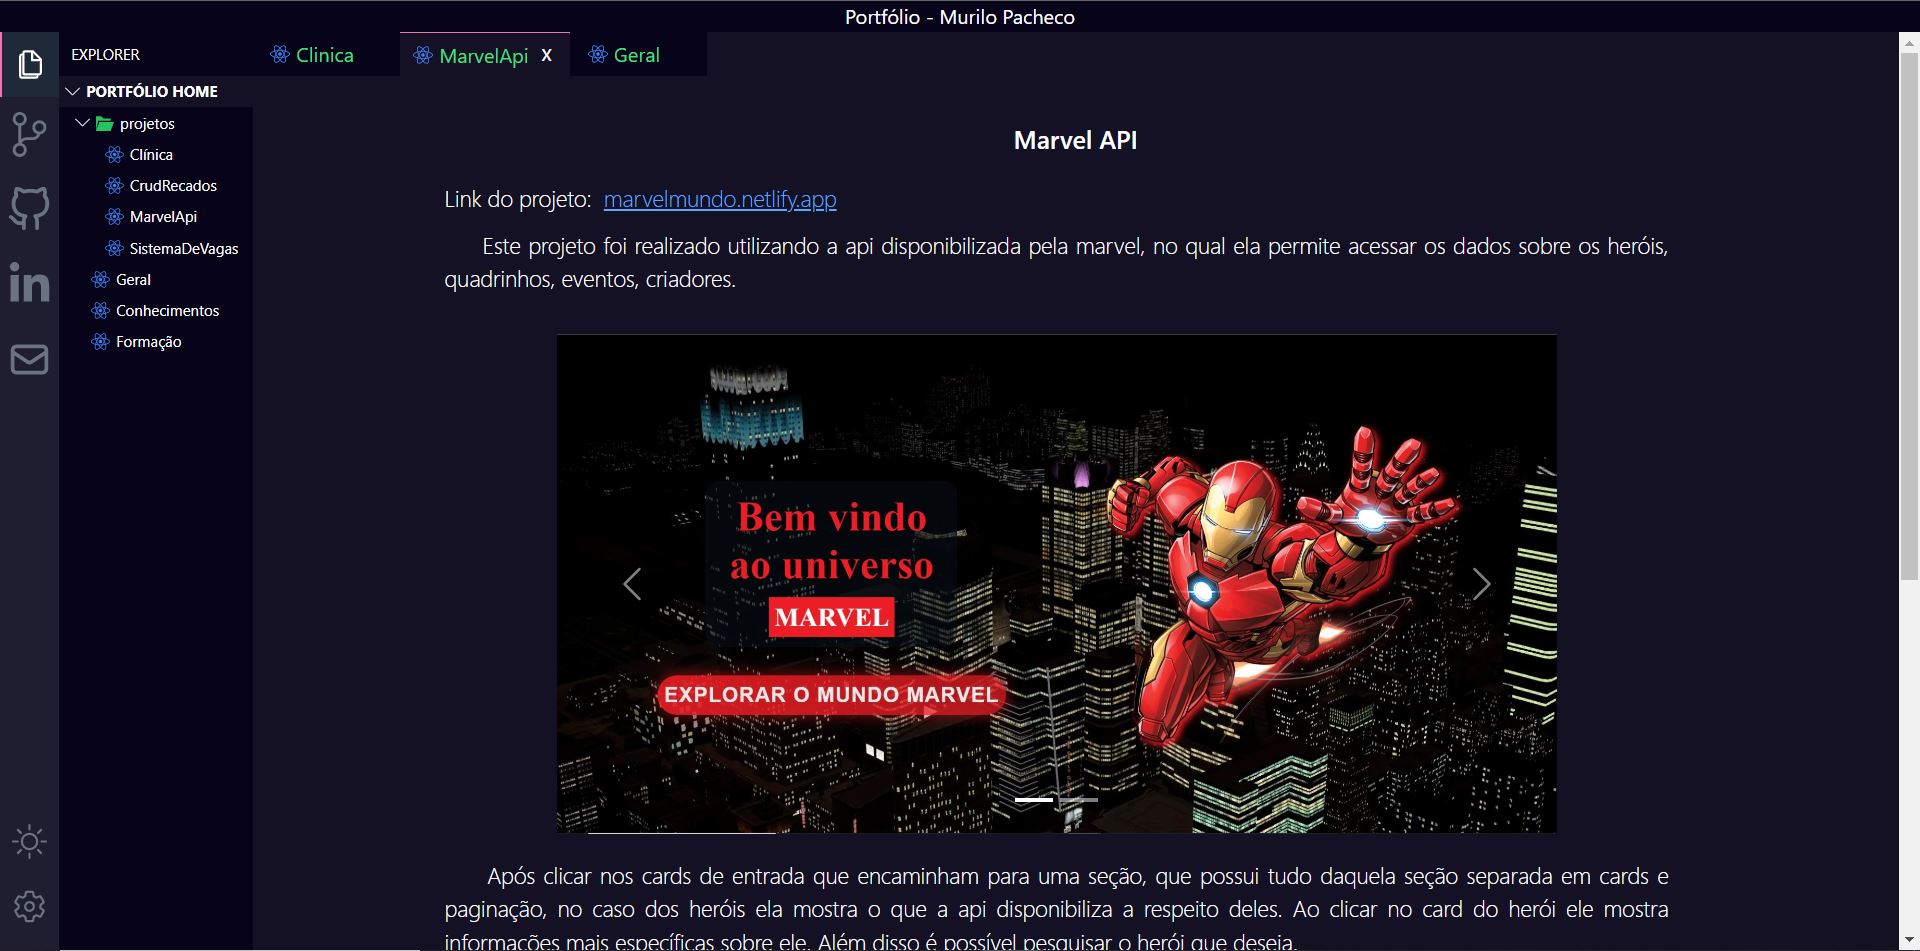 Portfólio - Murilo Pacheco
EXPLORER
Clinica
MarvelApi X
Geral
PORTFÓLIO HOME
projetos
Clínica
CrudRecados
MarvelApi
SistemaDeVagas
Geral
Conhecimentos
Formação
Marvel API
Link do projeto: marvelmundo.netlify.app
Este projeto foi realizado utilizando a api disponibilizada pela marvel, no qual ela permite acessar os dados sobre os heróis,
quadrinhos, eventos, criadores.
Bem vindo
ao universo
MARVEL
EXPLORAR O MUNDO MARVEL
Após clicar nos cards de entrada que encaminham para uma seção, que possui tudo daquela seção separada em cards e
paginação, no caso dos heróis ela mostra o que a api disponibiliza a respeito deles. Ao clicar no card do herói ele mostra
informações mais específicas sobre ele. Além disso é possível pesquisar o herói que deseja.